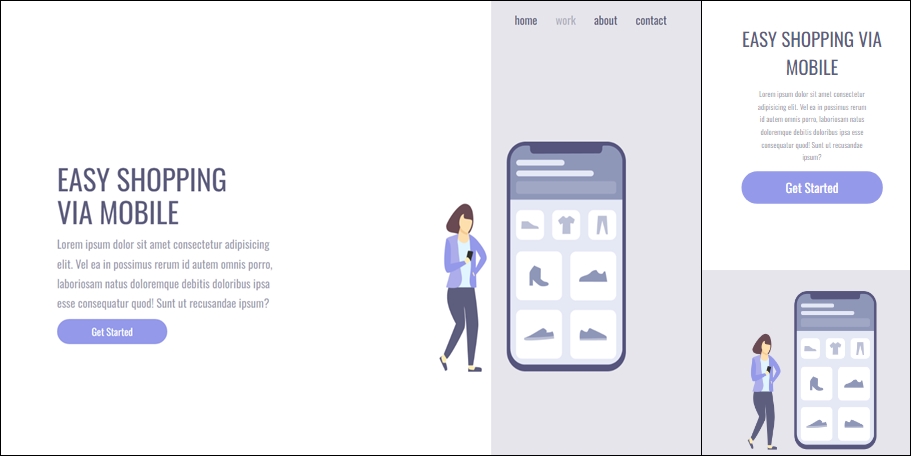 home work about contact
EASY SHOPPING
VIA MOBILE
Lorem ipsum dolor sit amet consectetur adipisicing
elit. Vel ea in possimus rerum id autem omnis porro,
laboriosam natus doloremque debitis doloribus ipsa
esse consequatur quod! Sunt ut recusandae ipsum?
Get Started
EASY SHOPPING VIA
MOBILE
Lorem ipsum dolor sit amet consectetur
adipisicing elit. Vel ea in possimus rerum
id autem omnis porro, laboriosam natus
doloremque debitis doloribus ipsa esse
consequatur quod! Sunt ut recusandae
ipsum?
Get Started